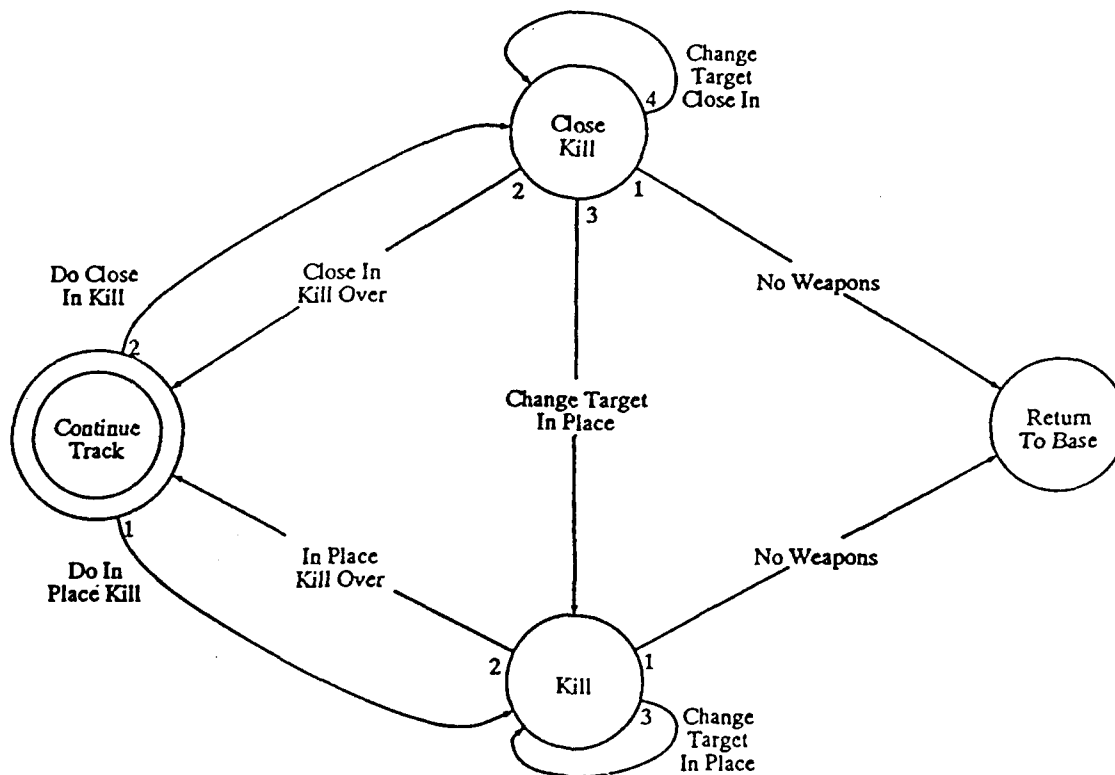 Change
Target
Close In
4
Close
Kill
2
3
1
Do Close
In Kill
Close In
Kill Over
No Weapons
2
Continue
Track
Change Target
In Place
Return
To Base
1
Do In
Place Kill
In Place
Kill Over
No Weapons
2
1
Kill
3
Change
Target
In Place